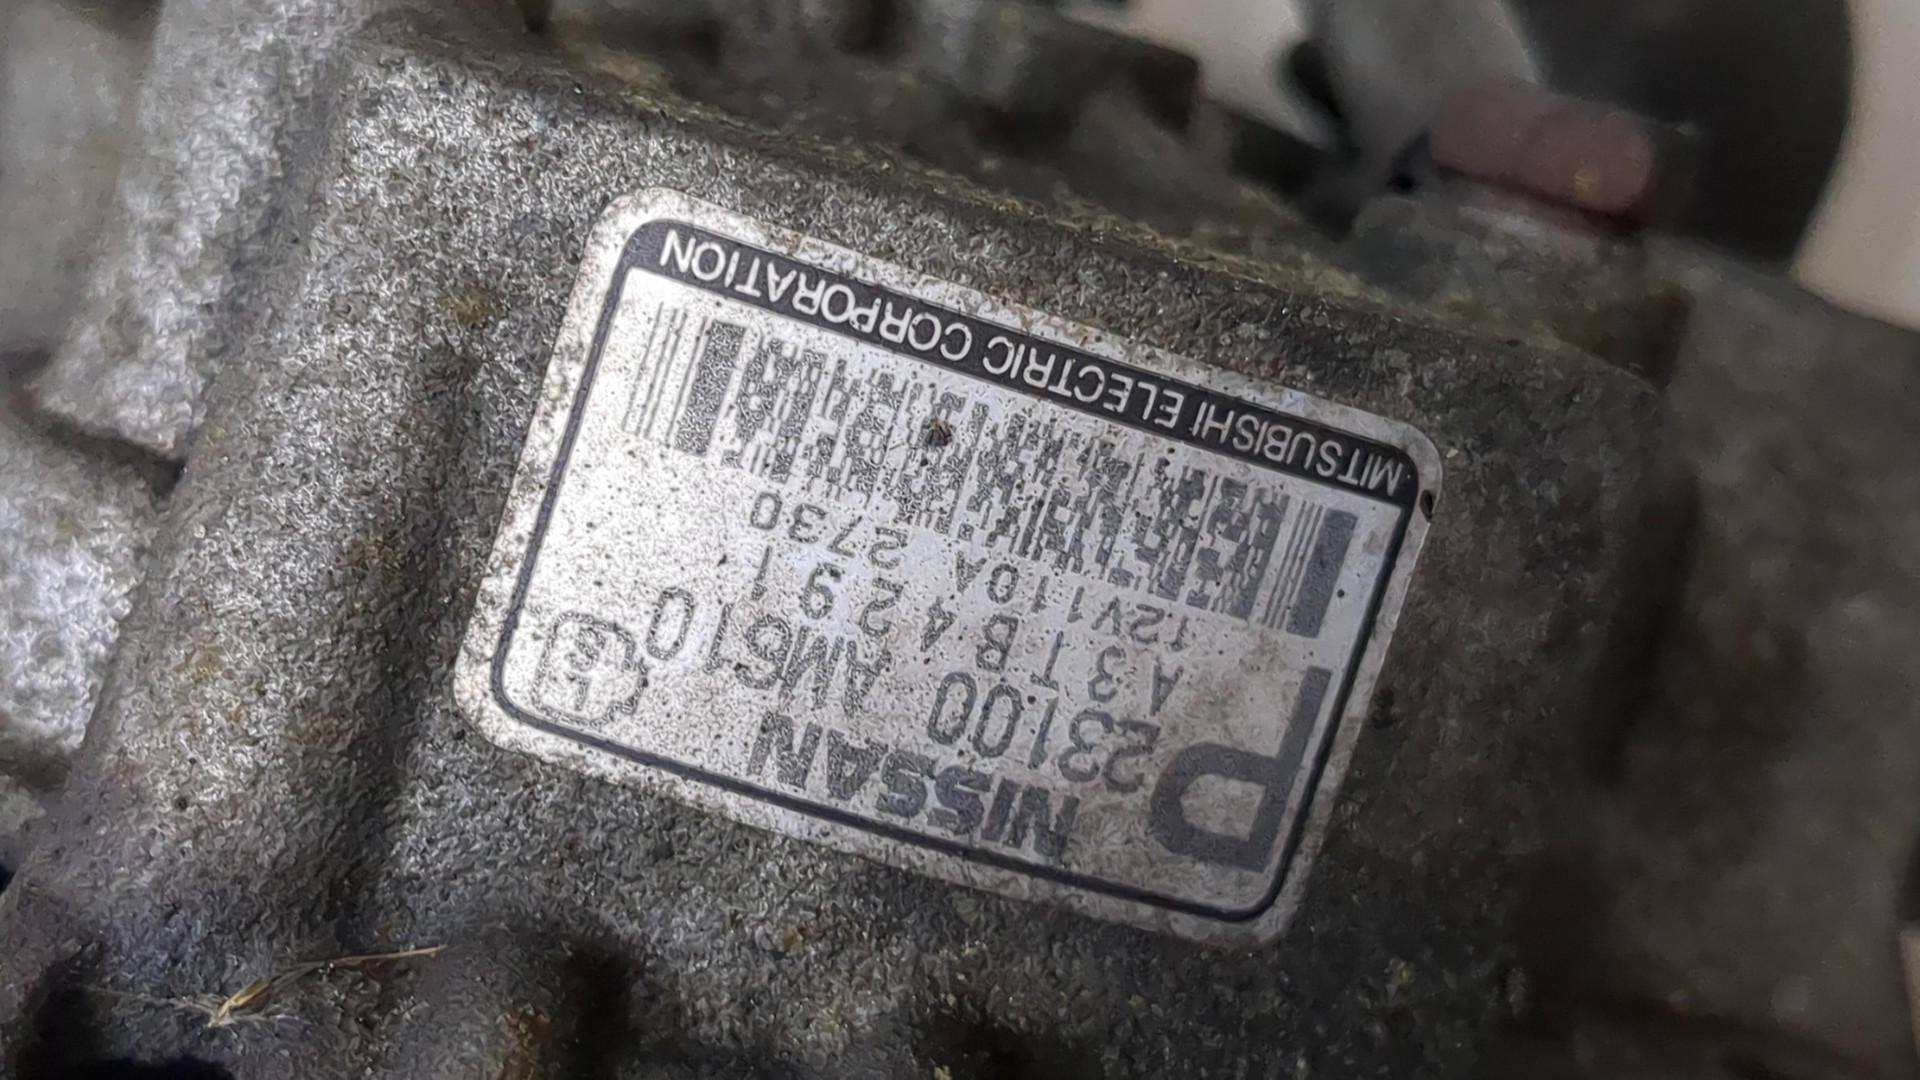 P
NISSAN
23100 AM610
A3TB4291
12V110A 2730
MITSUBISHI ELECTRIC CORPORATION